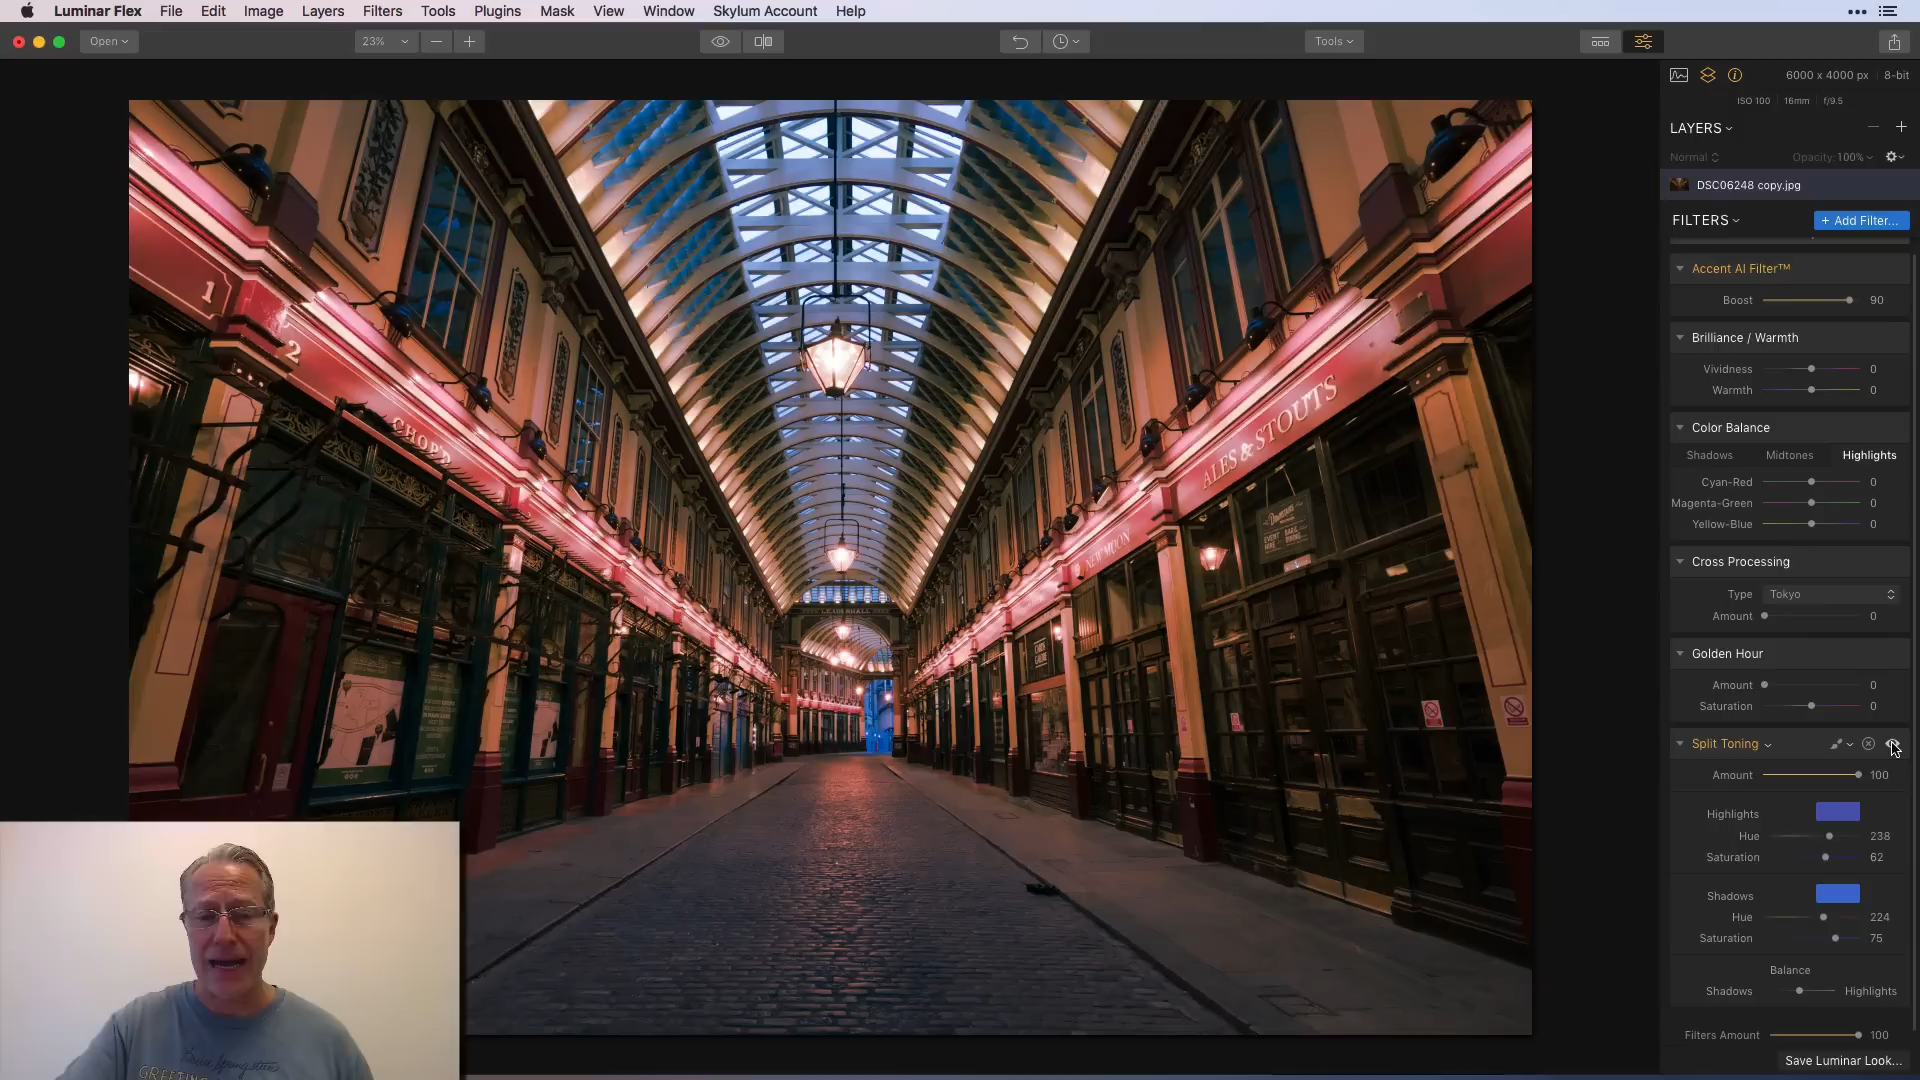 Luminar Flex File Edit Image Layers Filters Tools Plugins Mask View Window Skylum Account Help
Open 23% Tools
6000 x 4000 px 8-bit
ISO 100 16mm f/9.5
LAYERS
Normal Opacity: 100%
DSC06248 copy.jpg
FILTERS + Add Filter...
Accent AI Filter™
Boost 90
Brilliance / Warmth
Vividness 0
Warmth 0
Color Balance
Shadows Midtones Highlights
Cyan-Red 0
Magenta-Green 0
Yellow-Blue 0
Cross Processing
Type Tokyo
Amount 0
Golden Hour
Amount 0
Saturation 0
Split Toning
Amount 100
Highlights
Hue 238
Saturation 62
Shadows
Hue 224
Saturation 75
Balance
Shadows Highlights
Filters Amount 100
Save Luminar Look...
1
2
CHOP'D
ALES & STOUTS
NEW MOON
LEADENHALL
GREETIN